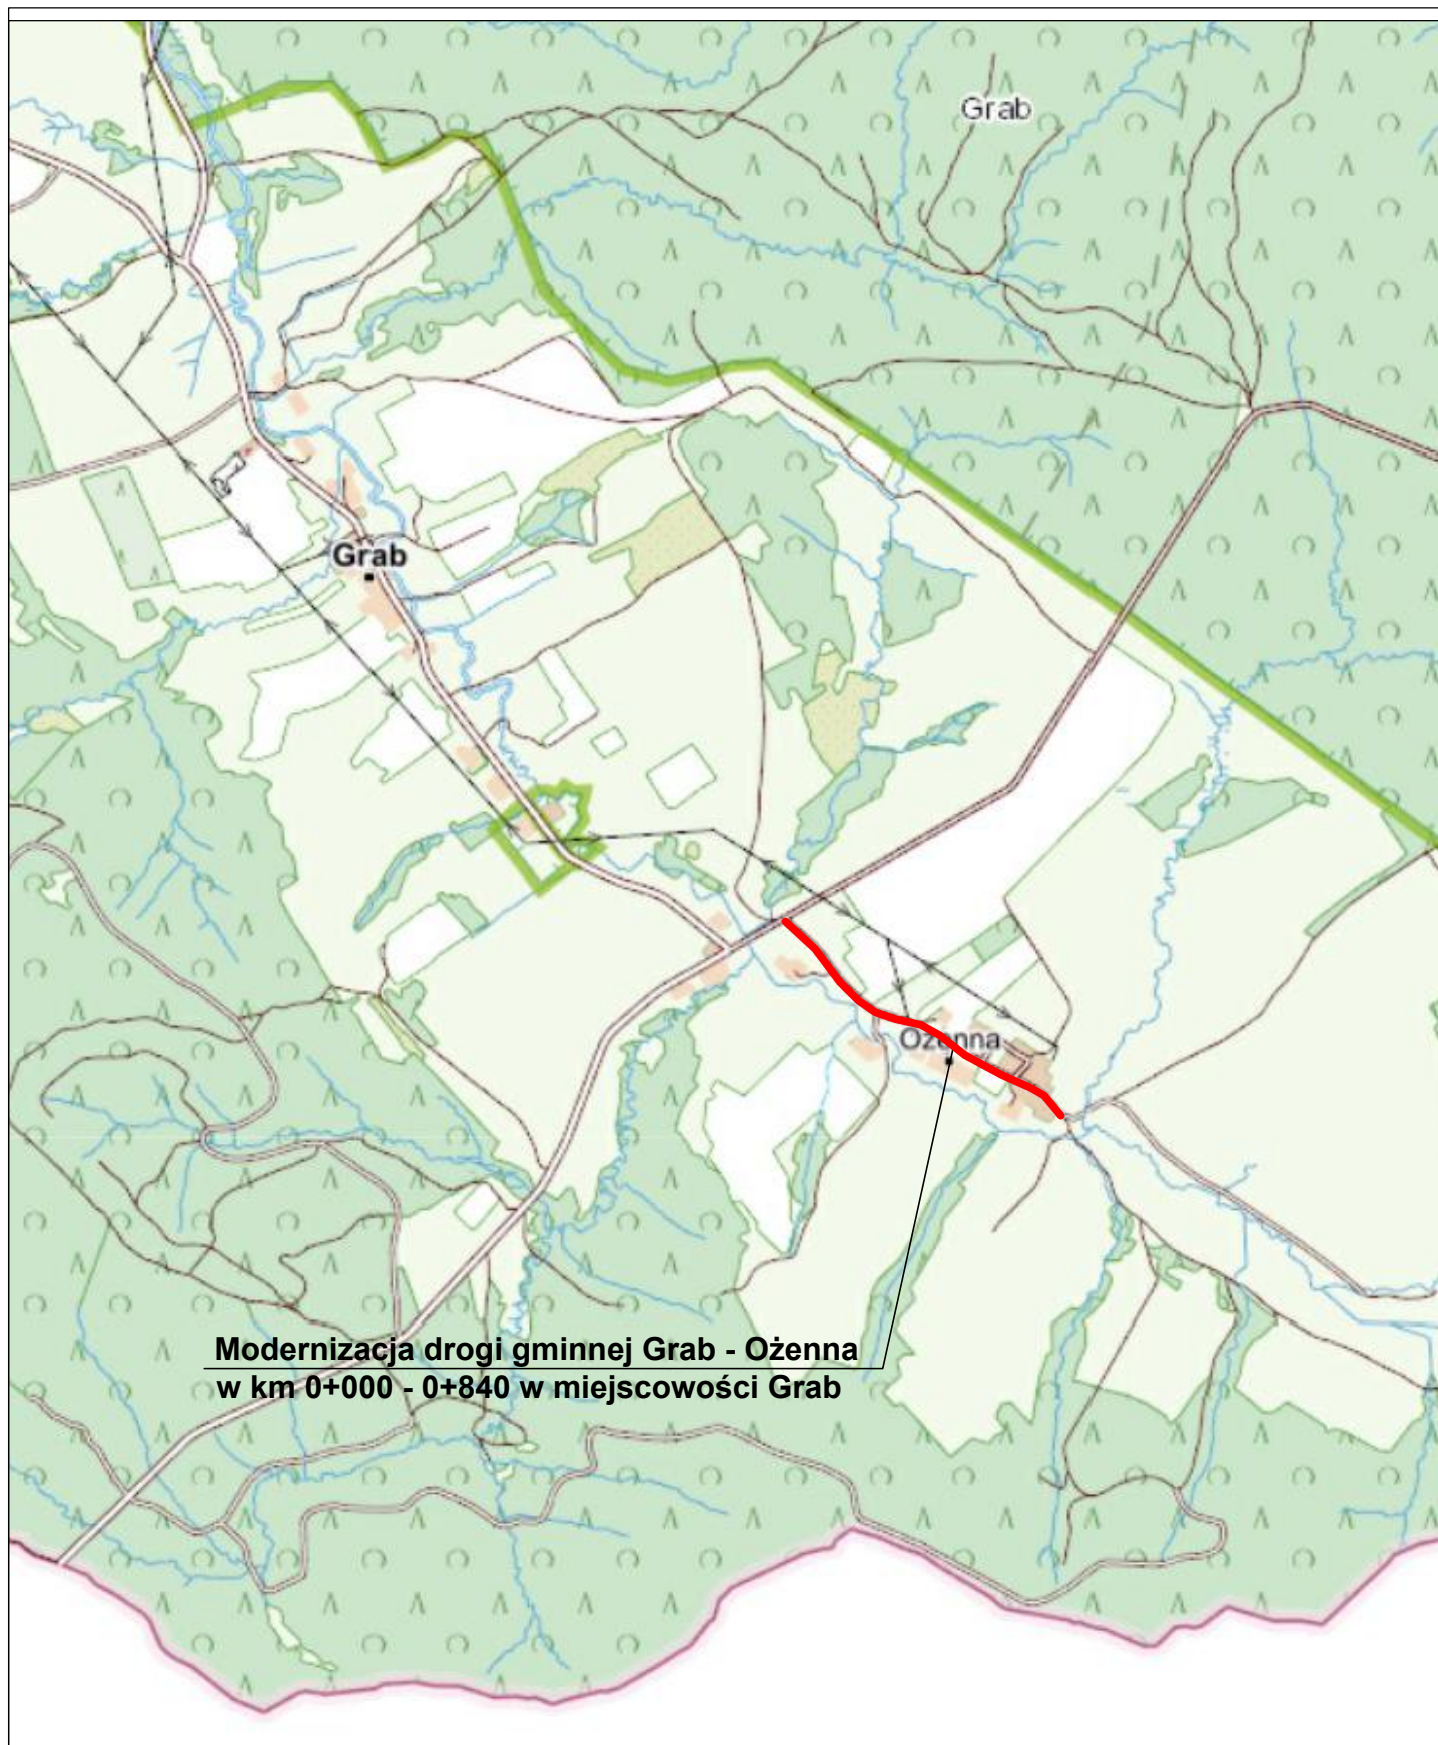 Grab
Grab
Ożenna
Modernizacja drogi gminnej Grab - Ożenna
w km 0+000 - 0+840 w miejscowości Grab